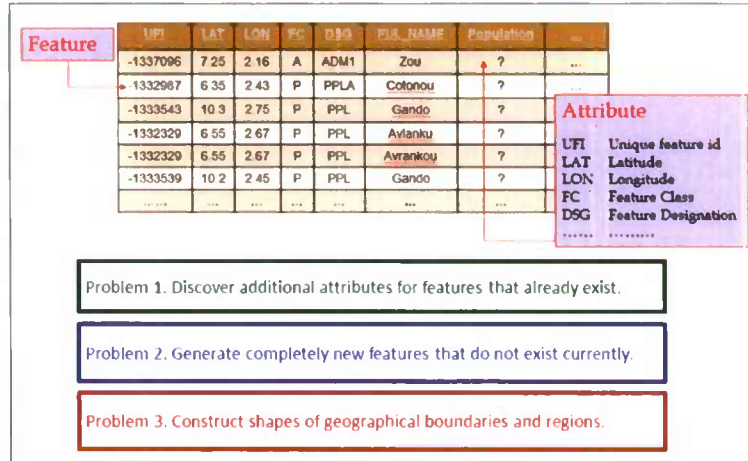 Feature
UFI LAT LON FC DSG FUL_NAME Population ...
-1337096 7.25 2.16 A ADM1 Zou ? ...
-1332987 6.35 2.43 P PPLA Cotonou ? ...
-1333543 10.3 2.75 P PPL Gando ?
-1332329 6.55 2.67 P PPL Avlanku ?
-1332329 6.55 2.67 P PPL Avrankou ?
-1333539 10.2 2.45 P PPL Gando ?
...... ... ... ... ... ... ...
Attribute
UFI Unique feature id
LAT Latitude
LON Longitude
FC Feature Class
DSG Feature Designation
...... .........
Problem 1. Discover additional attributes for features that already exist.
Problem 2. Generate completely new features that do not exist currently.
Problem 3. Construct shapes of geographical boundaries and regions.